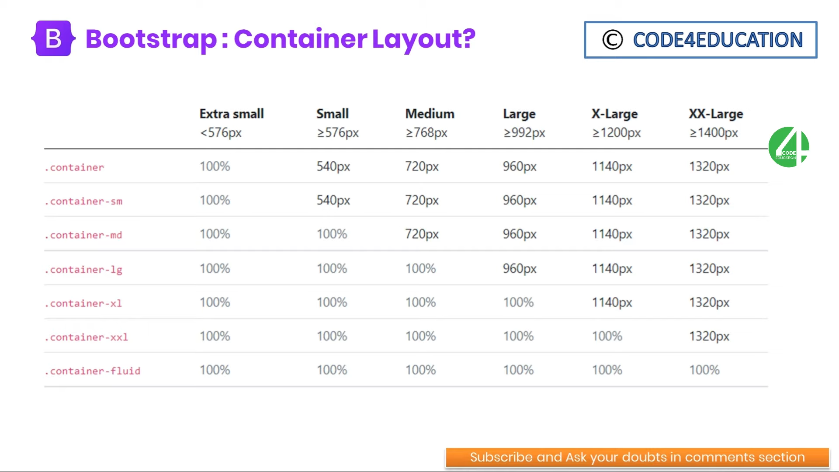 B Bootstrap : Container Layout?
© CODE4EDUCATION
Extra small Small Medium Large X-Large XX-Large
<576px ≥576px ≥768px ≥992px ≥1200px ≥1400px
.container 100% 540px 720px 960px 1140px 1320px
.container-sm 100% 540px 720px 960px 1140px 1320px
.container-md 100% 100% 720px 960px 1140px 1320px
.container-lg 100% 100% 100% 960px 1140px 1320px
.container-xl 100% 100% 100% 100% 1140px 1320px
.container-xxl 100% 100% 100% 100% 100% 1320px
.container-fluid 100% 100% 100% 100% 100% 100%
4
CODE
Subscribe and Ask your doubts in comments section